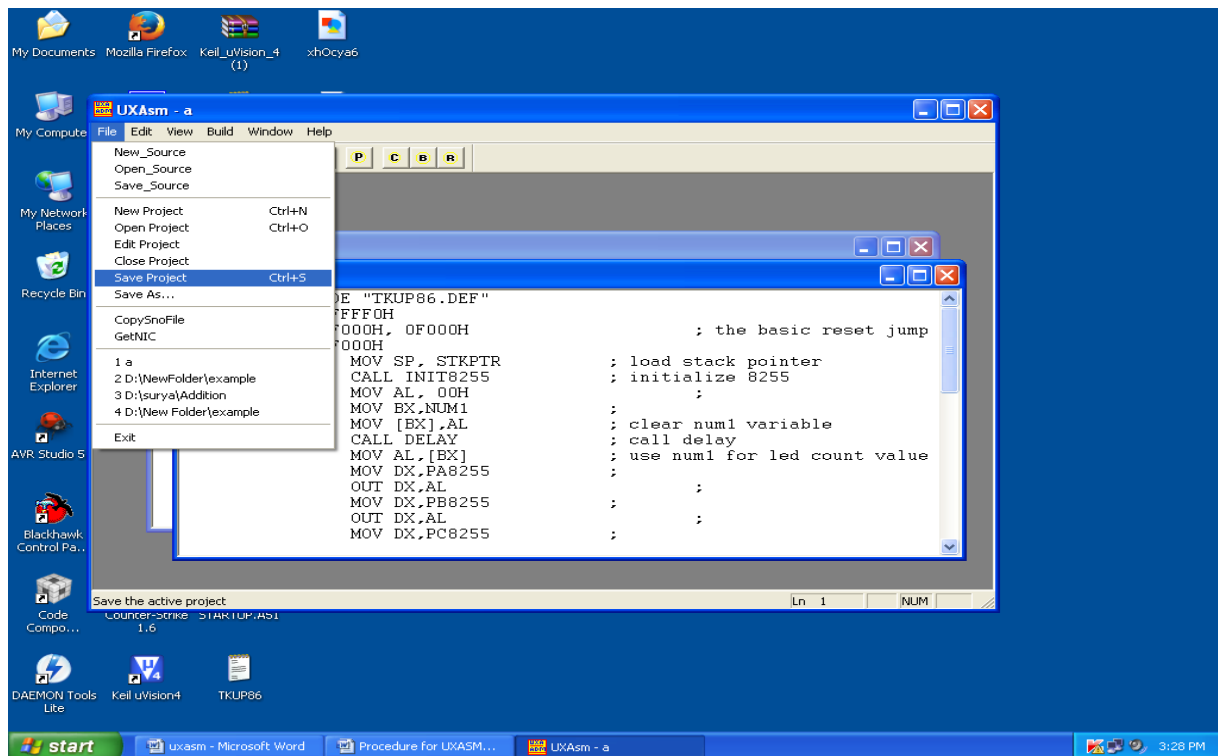 My Documents
Mozilla Firefox
Keil_uVision_4
(1)
xhOcya6
My Compute
My Network
Places
Recycle Bin
Internet
Explorer
AVR Studio 5
Blackhawk
Control Pa..
Code
Compo...
Counter-Strike
1.6
STARTUP.A51
DAEMON Tools
Lite
Keil uVision4
TKUP86
UXAsm - a
File Edit View Build Window Help
P C B R
New_Source
Open_Source
Save_Source
New Project Ctrl+N
Open Project Ctrl+O
Edit Project
Close Project
Save Project Ctrl+S
Save As...
CopySnoFile
GetNIC
1 a
2 D:\NewFolder\example
3 D:\surya\Addition
4 D:\New Folder\example
Exit
DE "TKUP86.DEF"
FFFF0H
F000H, 0F000H ; the basic reset jump
F000H
MOV SP, STKPTR ; load stack pointer
CALL INIT8255 ; initialize 8255
MOV AL, 00H ;
MOV BX,NUM1 ;
MOV [BX],AL ; clear num1 variable
CALL DELAY ; call delay
MOV AL,[BX] ; use num1 for led count value
MOV DX,PA8255 ;
OUT DX,AL ;
MOV DX,PB8255 ;
OUT DX,AL ;
MOV DX,PC8255 ;
Save the active project
Ln 1
NUM
start
uxasm - Microsoft Word
Procedure for UXASM...
UXAsm - a
3:28 PM